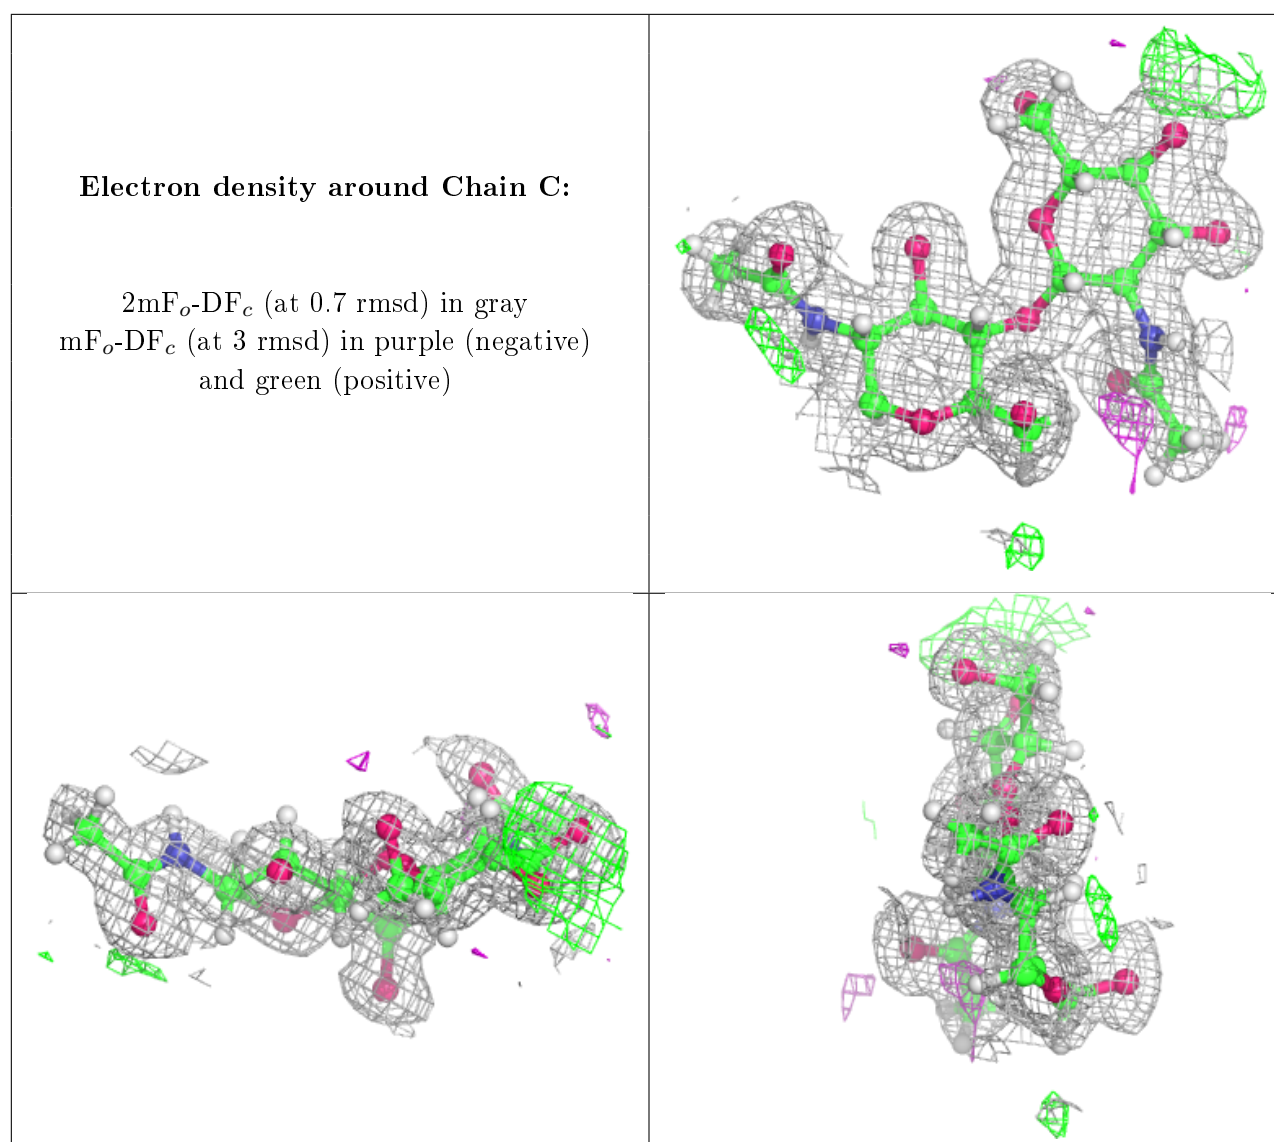 Electron density around Chain C:
2mFₒ-DF𝒸 (at 0.7 rmsd) in gray
mFₒ-DF𝒸 (at 3 rmsd) in purple (negative)
and green (positive)